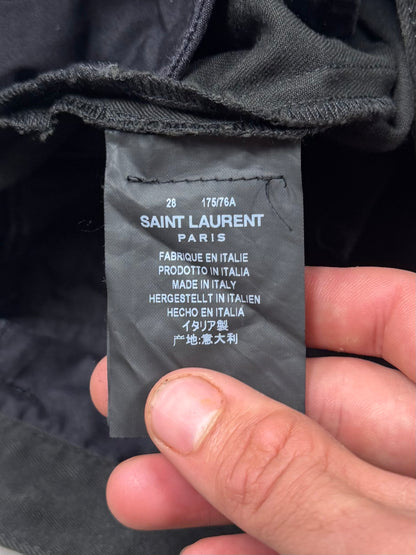 28 175/76A
SAINT LAURENT
PARIS
FABRIQUE EN ITALIE
PRODOTTO IN ITALIA
MADE IN ITALY
HERGESTELLT IN ITALIEN
HECHO EN ITALIA
イタリア製
产地:意大利